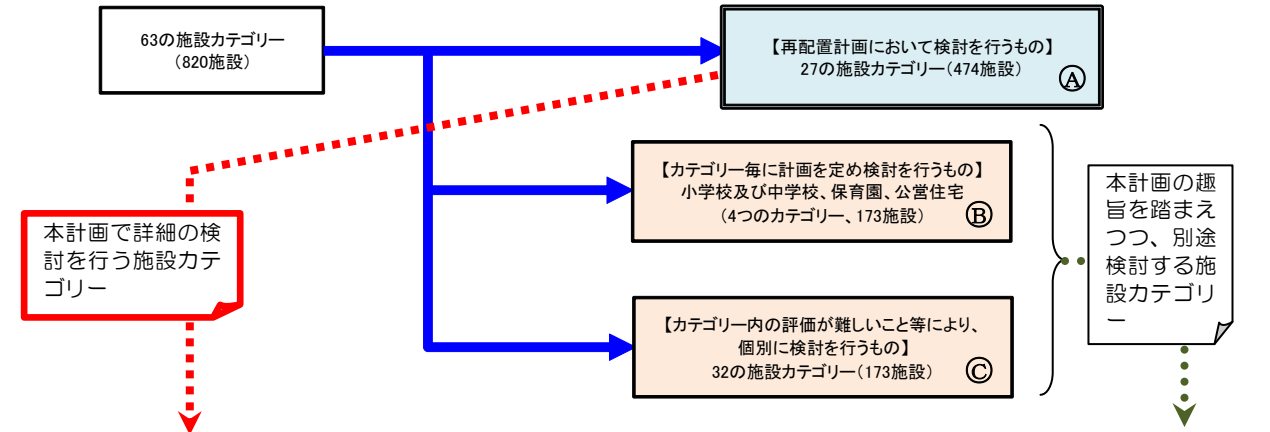 63の施設カテゴリー
(820施設)
【再配置計画において検討を行うもの】
27の施設カテゴリー(474施設)
Ⓐ
【カテゴリー毎に計画を定め検討を行うもの】
小学校及び中学校、保育園、公営住宅
(4つのカテゴリー、173施設)
Ⓑ
本計画の趣
旨を踏まえ
つつ、別途
検討する施
設カテゴリ
ー
本計画で詳細の検
討を行う施設カテ
ゴリー
【カテゴリー内の評価が難しいこと等により、
個別に検討を行うもの】
32の施設カテゴリー(173施設)
Ⓒ